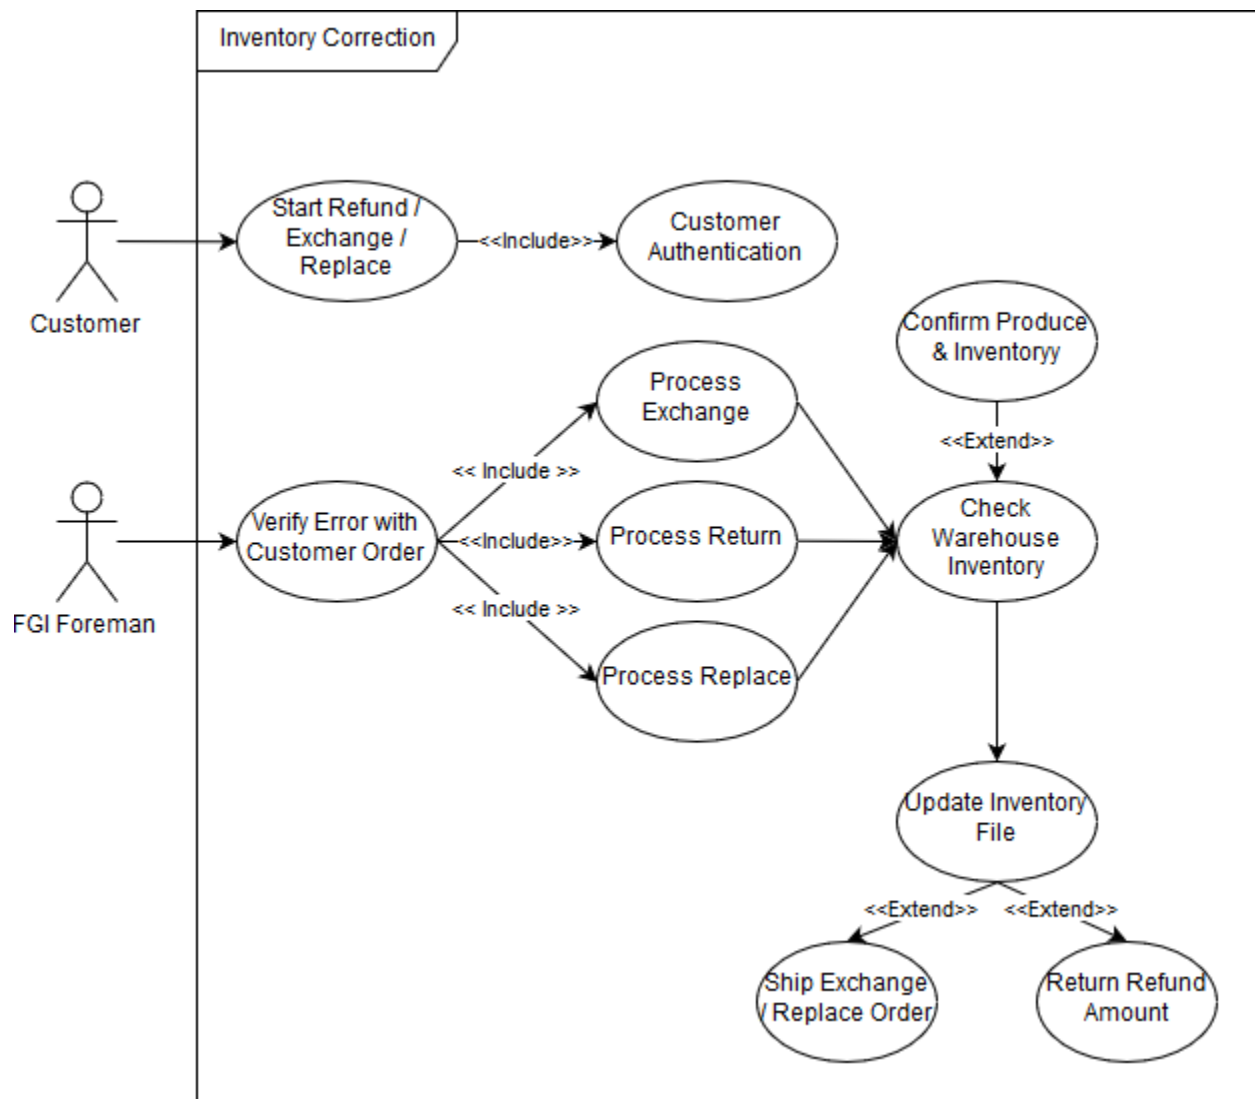 Inventory Correction
Start Refund /
Exchange /
Replace
<<Include>>
Customer
Authentication
Customer
Confirm Produce
& Inventoryy
<<Extend>>
Process
Exchange
<< Include >>
Verify Error with
Customer Order
<<Include>>
Process Return
Check
Warehouse
Inventory
FGI Foreman
<< Include >>
Process Replace
Update Inventory
File
<<Extend>>
<<Extend>>
Ship Exchange
/ Replace Order
Return Refund
Amount